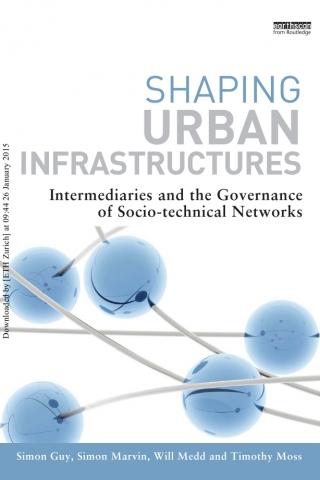 earthscan
from Routledge
SHAPING
URBAN
INFRASTRUCTURES
Intermediaries and the Governance
of Socio-technical Networks
Downloaded by [ETH Zurich] at 09:44 26 January 2015
Simon Guy, Simon Marvin, Will Medd and Timothy Moss